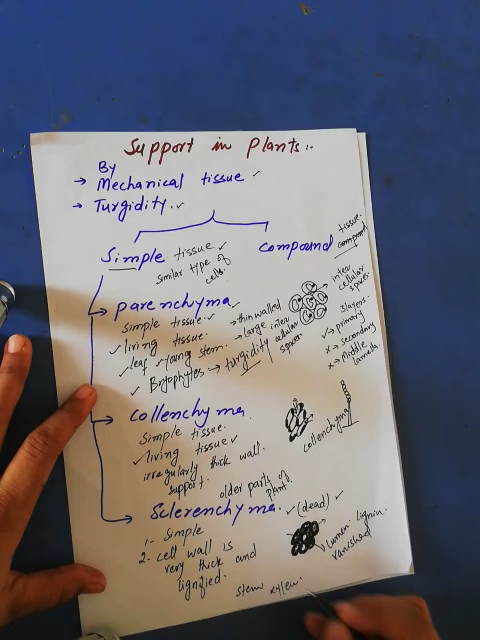 Support in Plants:-
By
→ Mechanical tissue ✓
→ Turgidity ✓
Simple tissue ✓
similar type of
cells.
compound
tissue.
compound
→ parenchyma
simple tissue ✓
✓ living tissue
✓ leaf ✓ young stem
✓ Bryophytes → turgidity
→ thin walled
→ large inter
cellular
spaces
inter
cellular
spaces
3 layers.
✓ → primary
x → secondary
x → middle
lamella.
→ collenchyma
simple tissue.
✓ living tissue ✓
irregularly thick wall.
support.
older parts of
plant.
collenchyma
→ Sclerenchyma. ✓ (dead) ✓
1- Simple
2- cell wall is
very thick and
lignified.
lumen. lignin.
vanished
stem xylem